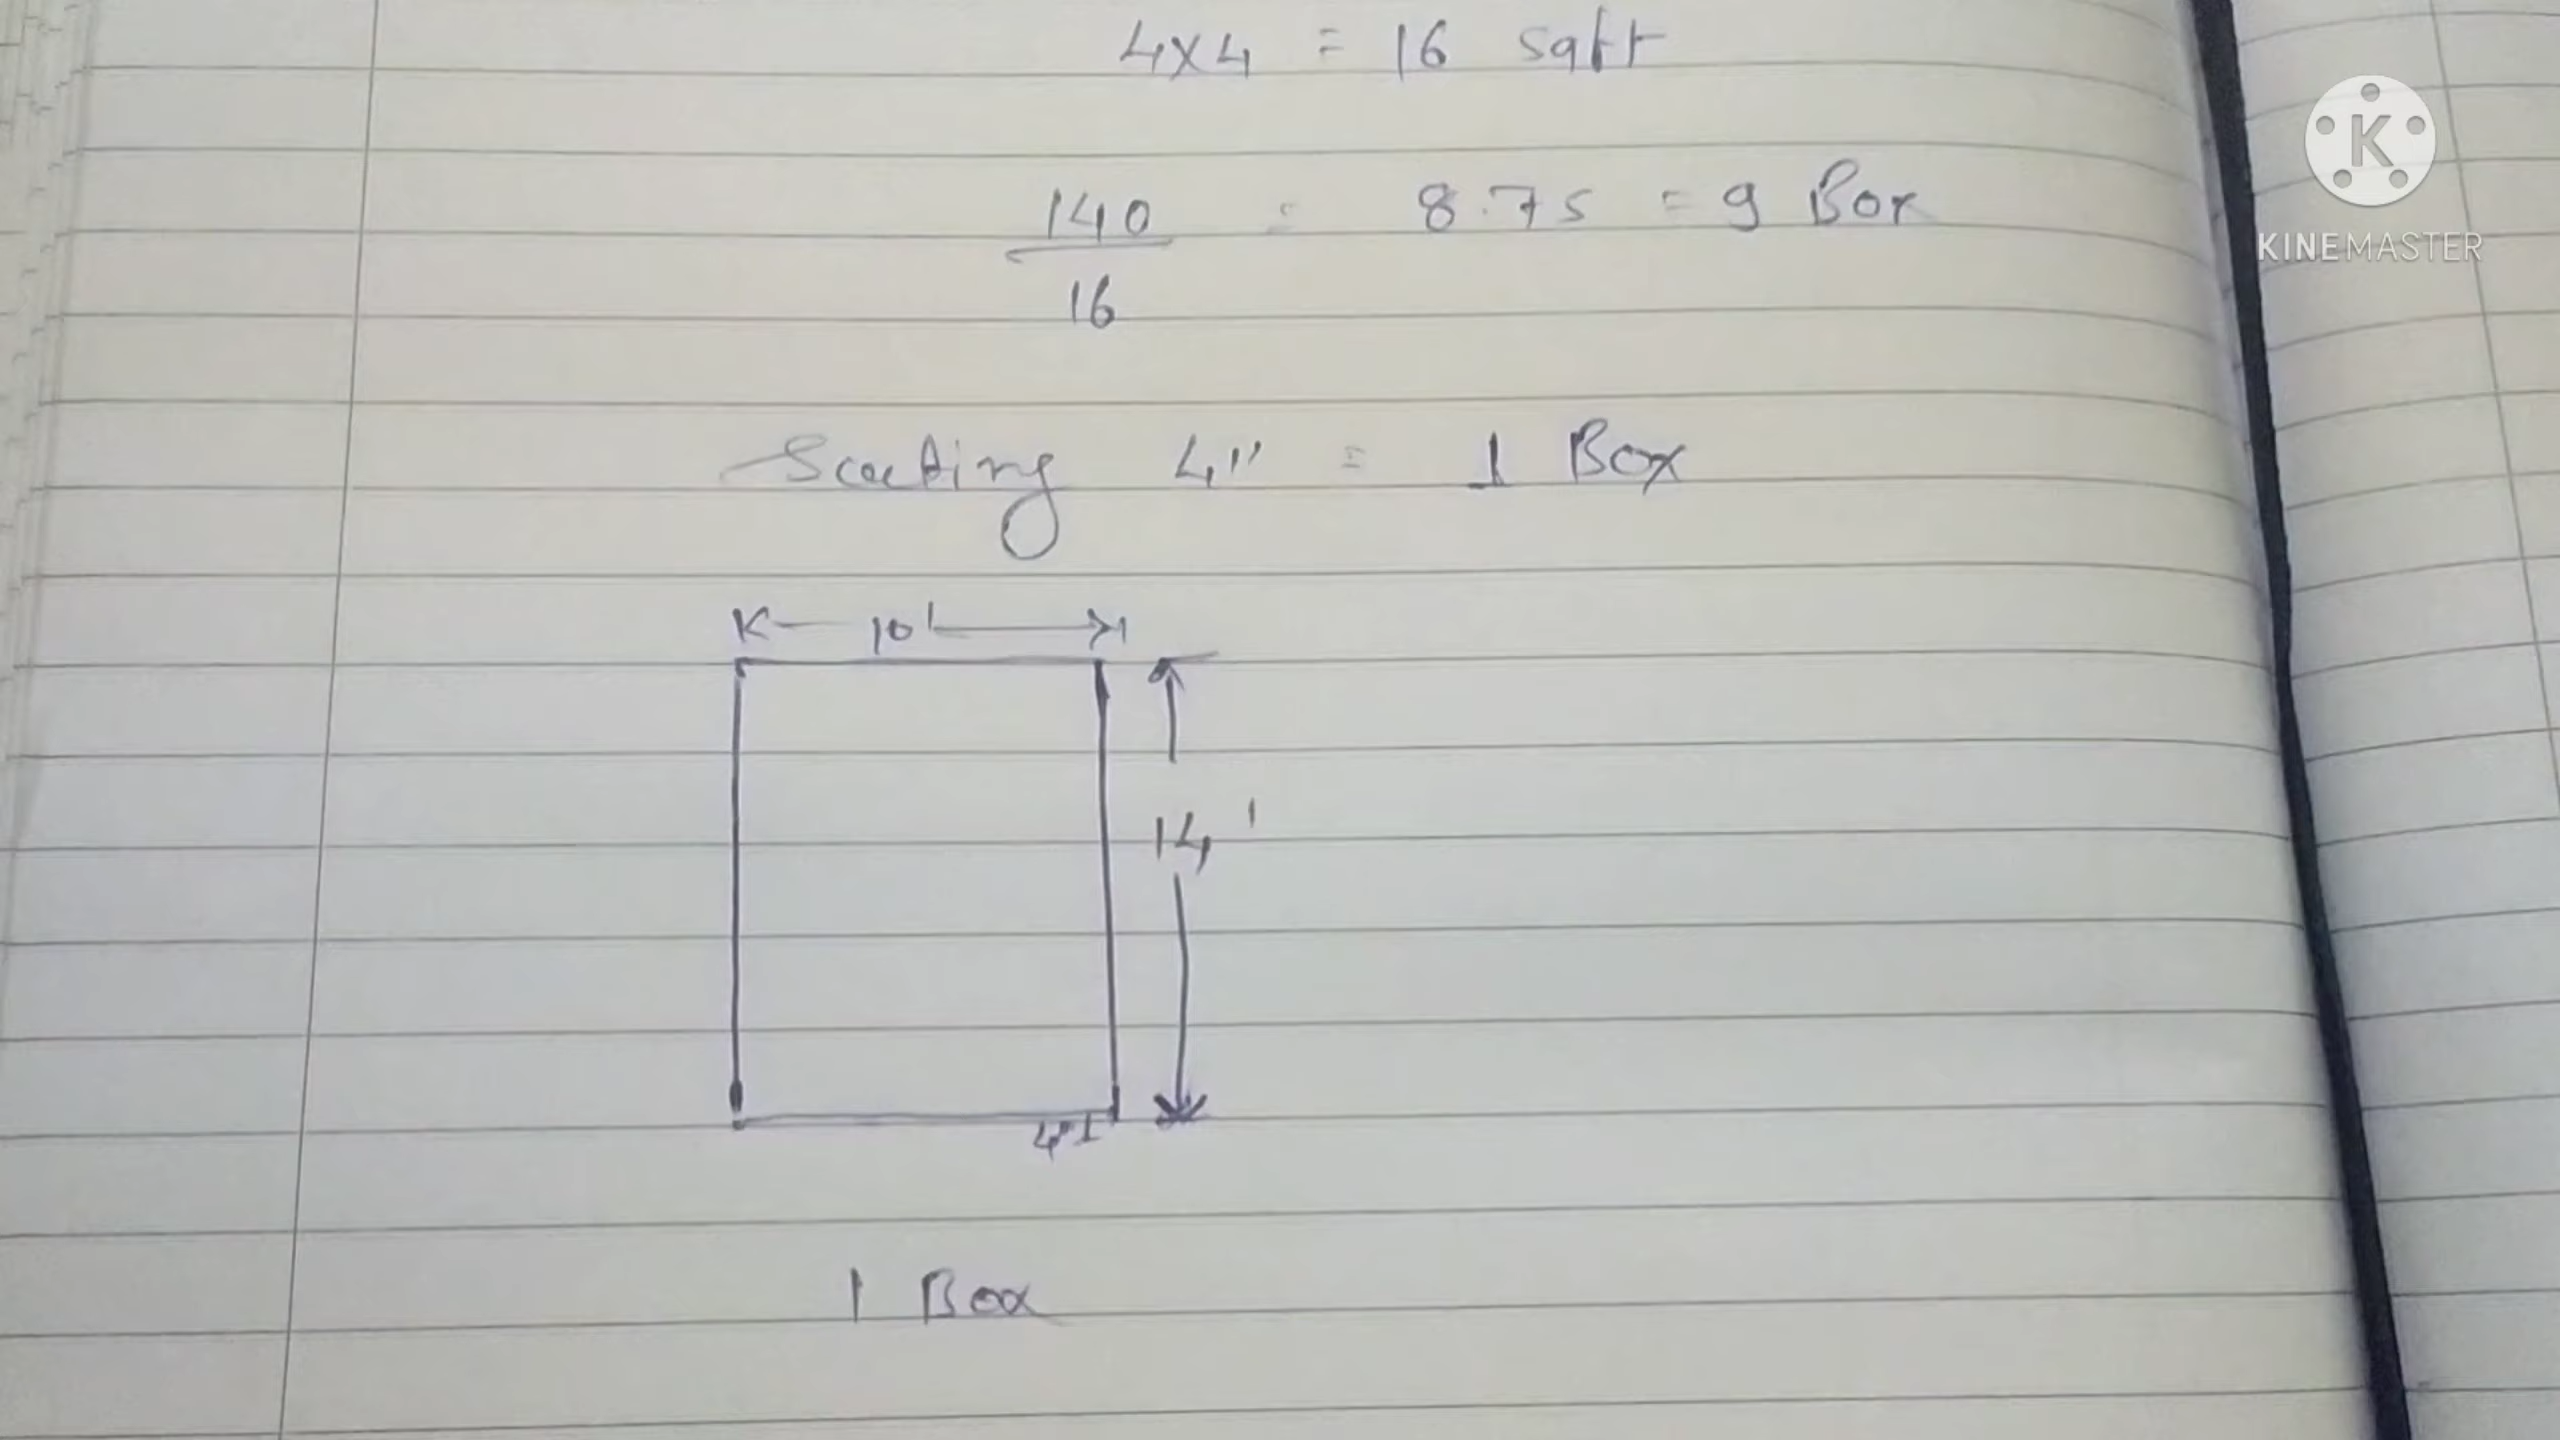 4x4 = 16 sqft
140 = 8.75 = 9 Box
16
K
KINEMASTER
Scating 4" = 1 Box
10'
14'
4"
1 Box